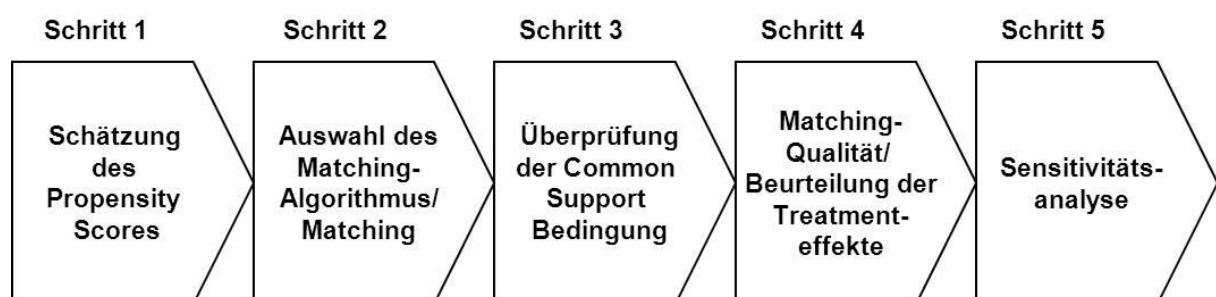 Schritt 1
Schätzung
des
Propensity
Scores
Schritt 2
Auswahl des
Matching-
Algorithmus/
Matching
Schritt 3
Überprüfung
der Common
Support
Bedingung
Schritt 4
Matching-
Qualität/
Beurteilung der
Treatment-
effekte
Schritt 5
Sensitivitäts-
analyse